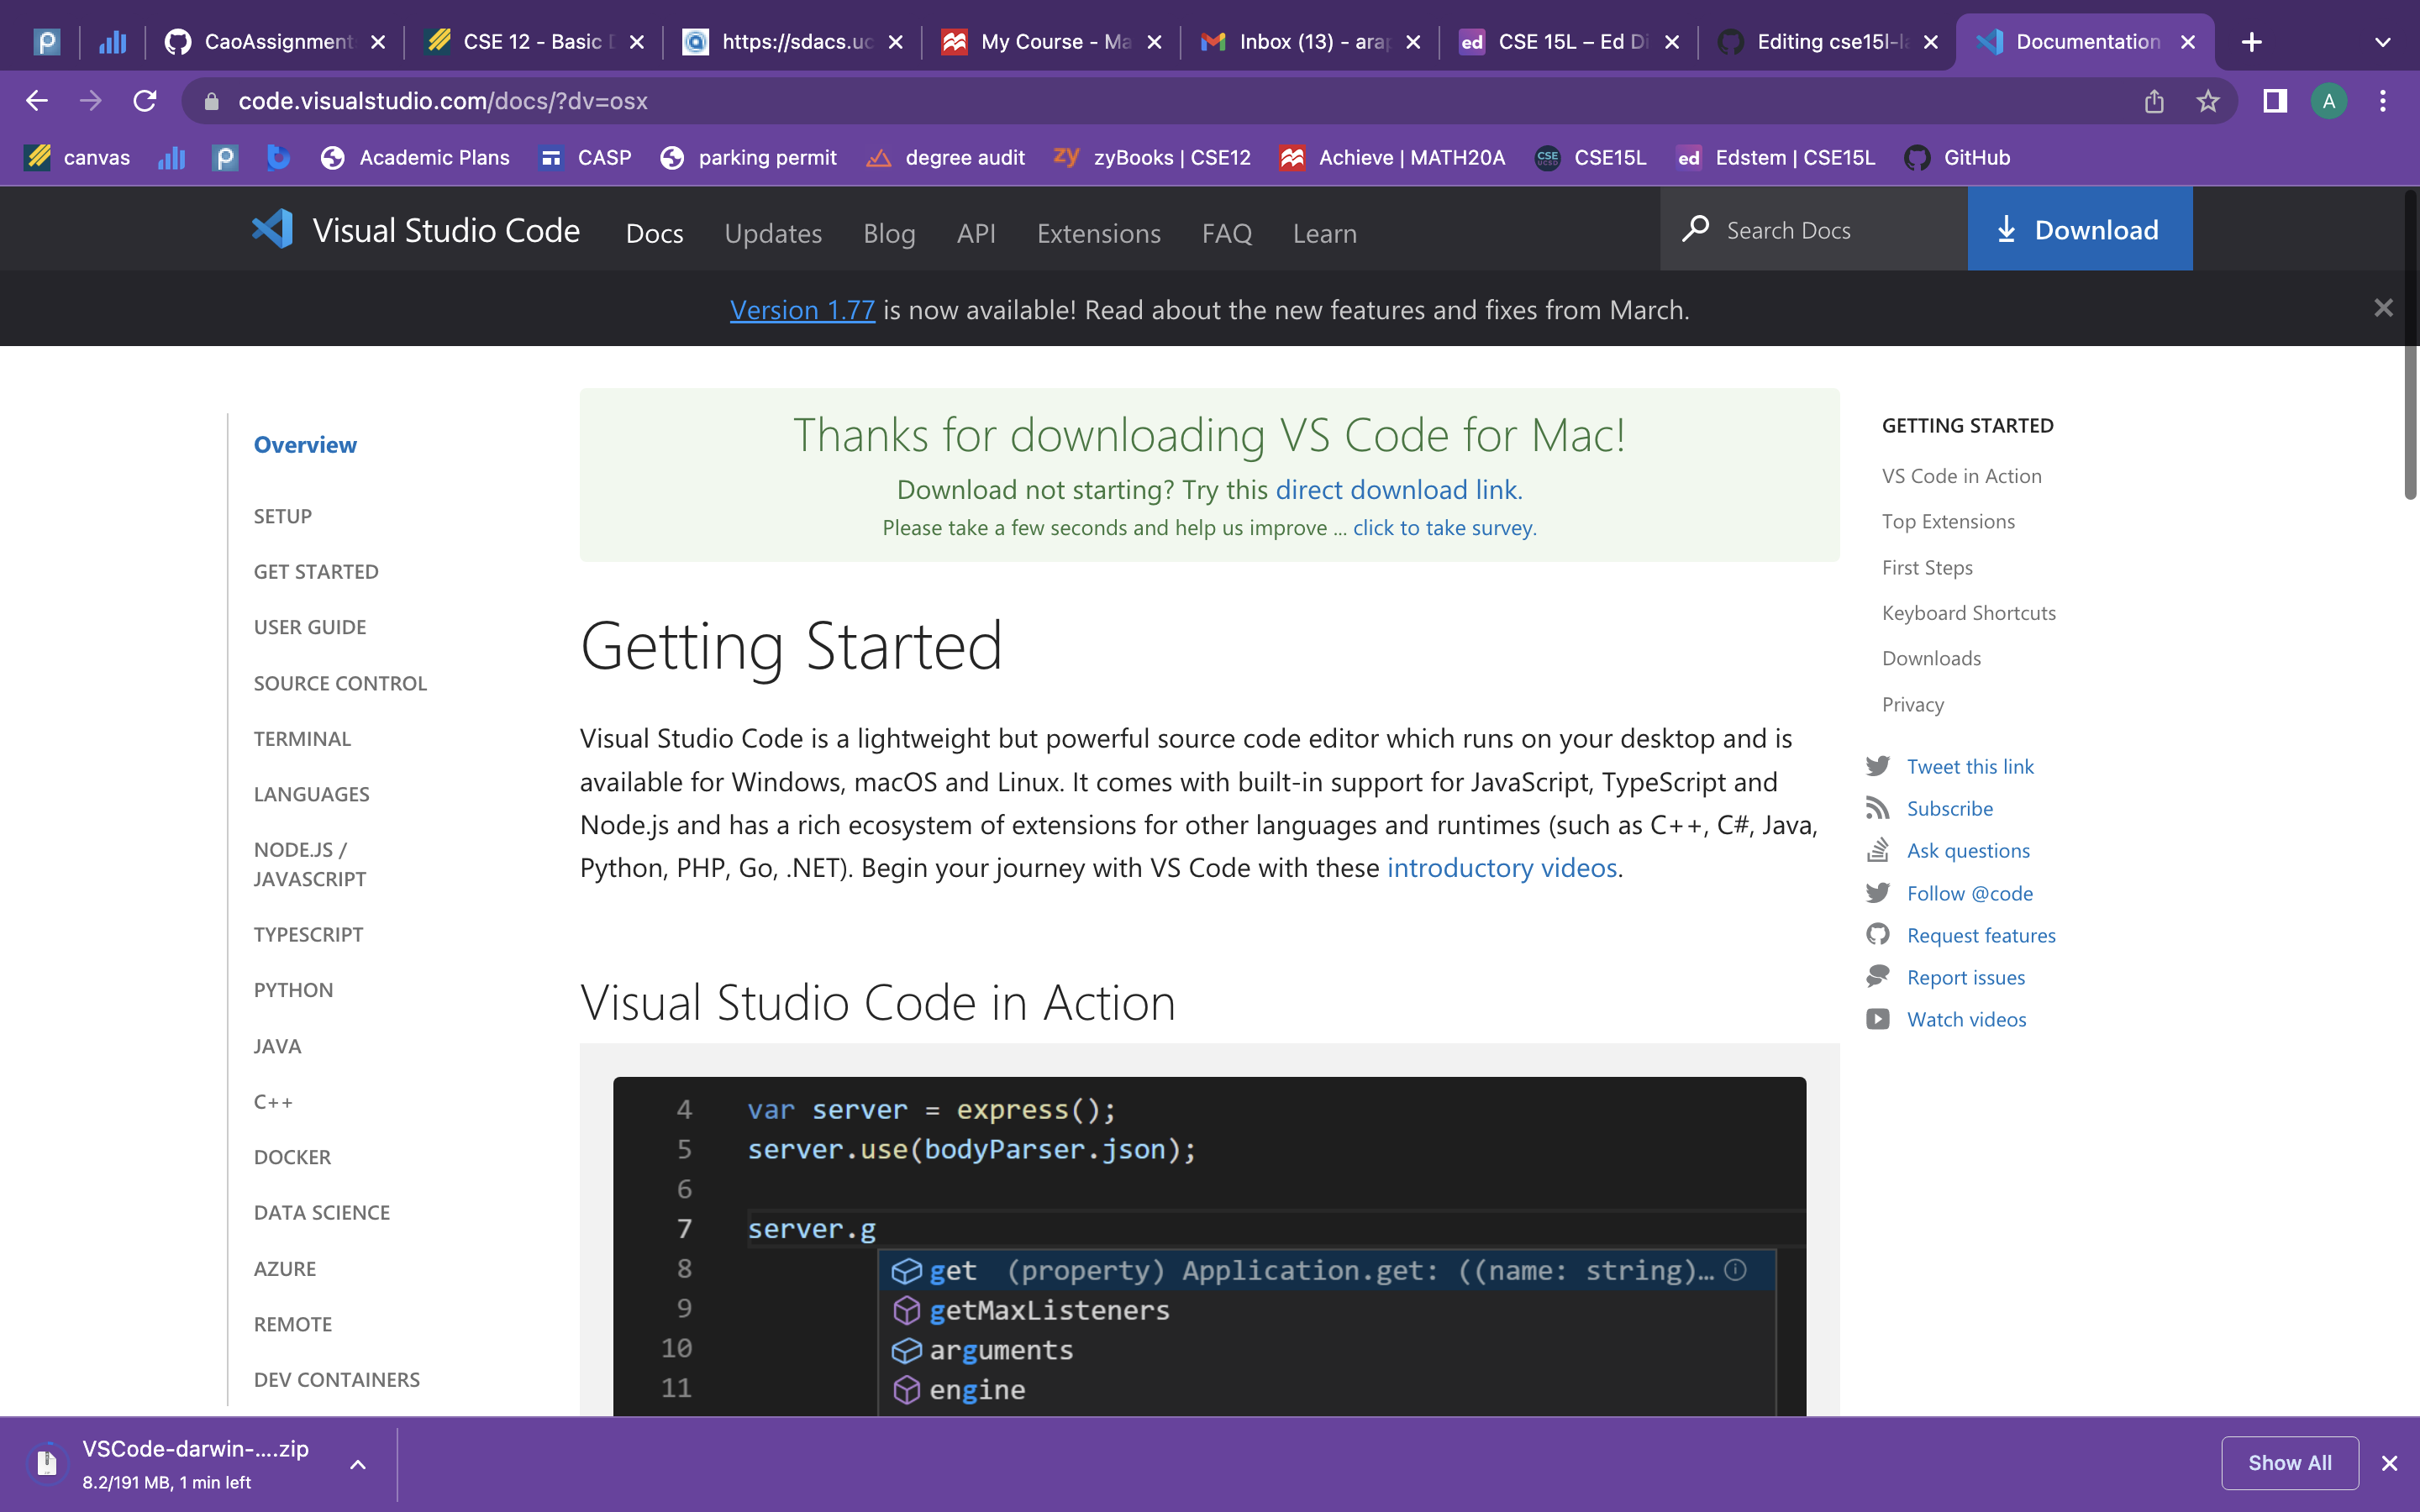 CaoAssignment
CSE 12 - Basic D
https://sdacs.uc
My Course - Ma
Inbox (13) - arap
CSE 15L – Ed Di
Editing cse15l-la
Documentation
code.visualstudio.com/docs/?dv=osx
A
canvas
Academic Plans
CASP
parking permit
degree audit
zyBooks | CSE12
Achieve | MATH20A
CSE15L
Edstem | CSE15L
GitHub
Visual Studio Code
Docs
Updates
Blog
API
Extensions
FAQ
Learn
Search Docs
Download
Version 1.77 is now available! Read about the new features and fixes from March.
Overview
SETUP
GET STARTED
USER GUIDE
SOURCE CONTROL
TERMINAL
LANGUAGES
NODE.JS /
JAVASCRIPT
TYPESCRIPT
PYTHON
JAVA
C++
DOCKER
DATA SCIENCE
AZURE
REMOTE
DEV CONTAINERS
Thanks for downloading VS Code for Mac!
Download not starting? Try this direct download link.
Please take a few seconds and help us improve ... click to take survey.
Getting Started
Visual Studio Code is a lightweight but powerful source code editor which runs on your desktop and is
available for Windows, macOS and Linux. It comes with built-in support for JavaScript, TypeScript and
Node.js and has a rich ecosystem of extensions for other languages and runtimes (such as C++, C#, Java,
Python, PHP, Go, .NET). Begin your journey with VS Code with these introductory videos.
Visual Studio Code in Action
4 var server = express();
5 server.use(bodyParser.json);
6
7 server.g
8 get (property) Application.get: ((name: string)…
9 getMaxListeners
10 arguments
11 engine
GETTING STARTED
VS Code in Action
Top Extensions
First Steps
Keyboard Shortcuts
Downloads
Privacy
Tweet this link
Subscribe
Ask questions
Follow @code
Request features
Report issues
Watch videos
VSCode-darwin-....zip
8.2/191 MB, 1 min left
Show All